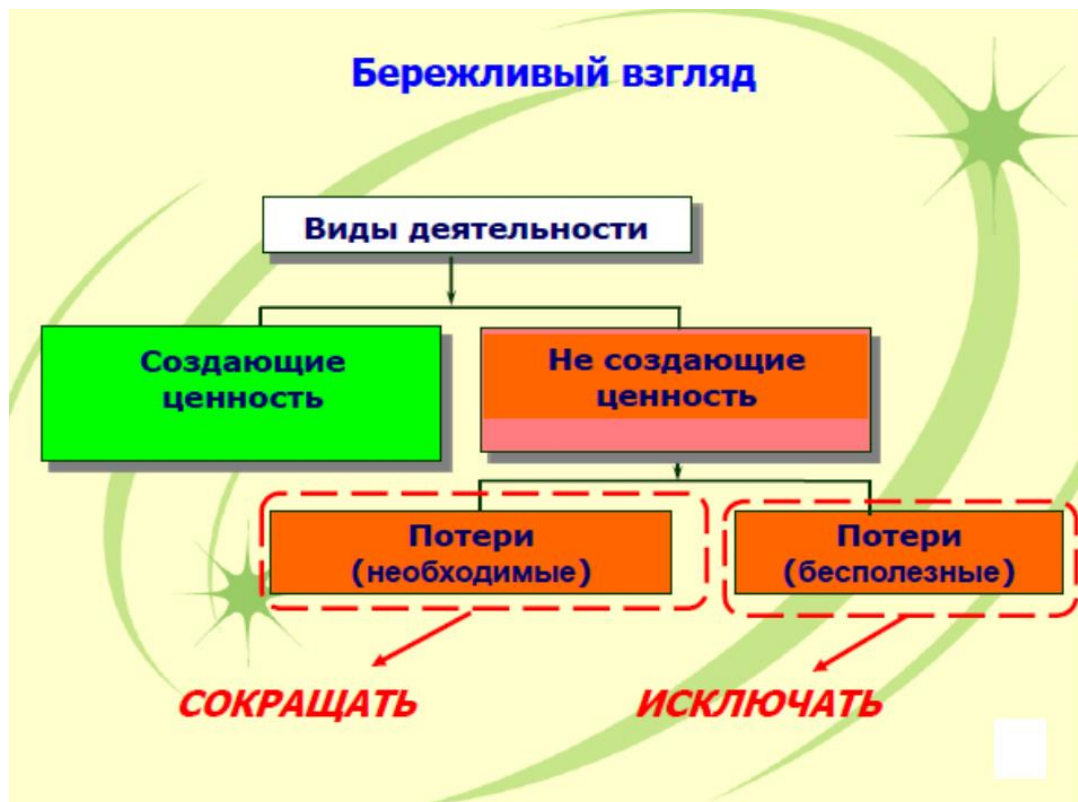 Бережливый взгляд
Виды деятельности
Создающие
ценность
Не создающие
ценность
Потери
(необходимые)
Потери
(бесполезные)
СОКРАЩАТЬ
ИСКЛЮЧАТЬ